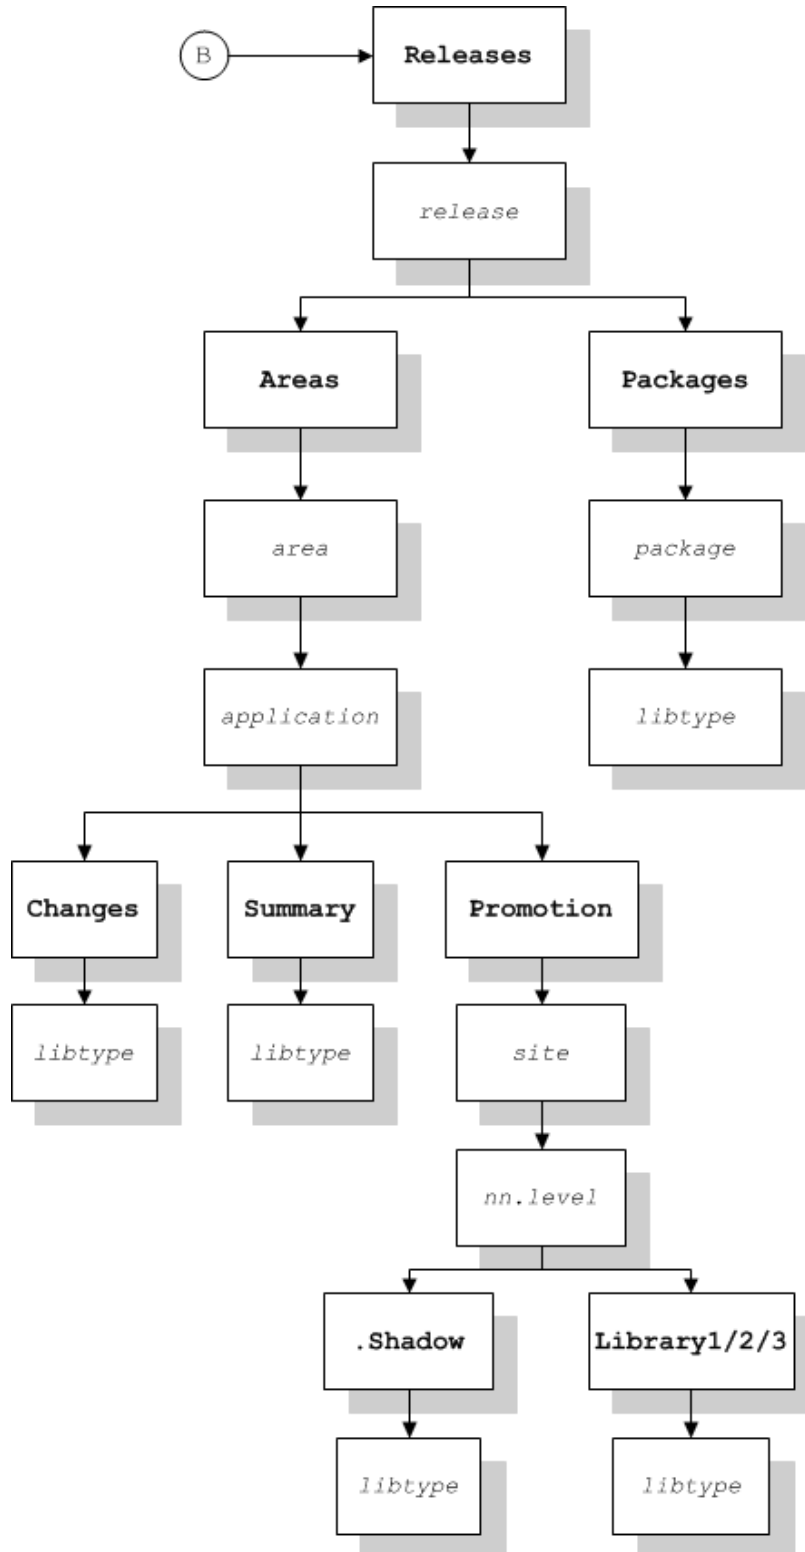 B
Releases
release
Areas
Packages
area
package
application
libtype
Changes
Summary
Promotion
libtype
libtype
site
nn.level
.Shadow
Library1/2/3
libtype
libtype